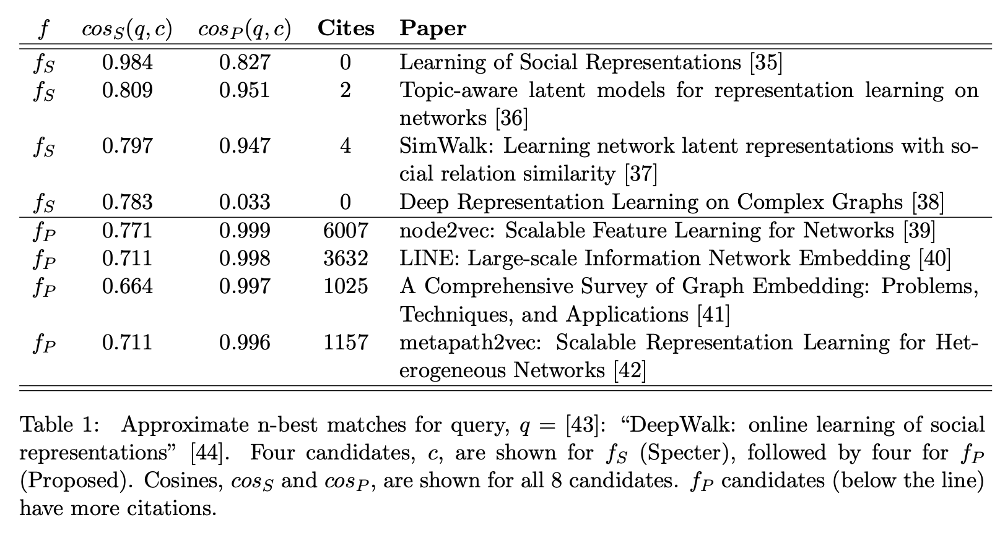 f cos_S(q, c) cos_P(q, c) Cites Paper
f_S 0.984 0.827 0 Learning of Social Representations [35]
f_S 0.809 0.951 2 Topic-aware latent models for representation learning on
networks [36]
f_S 0.797 0.947 4 SimWalk: Learning network latent representations with so-
cial relation similarity [37]
f_S 0.783 0.033 0 Deep Representation Learning on Complex Graphs [38]
f_P 0.771 0.999 6007 node2vec: Scalable Feature Learning for Networks [39]
f_P 0.711 0.998 3632 LINE: Large-scale Information Network Embedding [40]
f_P 0.664 0.997 1025 A Comprehensive Survey of Graph Embedding: Problems,
Techniques, and Applications [41]
f_P 0.711 0.996 1157 metapath2vec: Scalable Representation Learning for Het-
erogeneous Networks [42]
Table 1: Approximate n-best matches for query, q = [43]: “DeepWalk: online learning of social
representations” [44]. Four candidates, c, are shown for f_S (Specter), followed by four for f_P
(Proposed). Cosines, cos_S and cos_P, are shown for all 8 candidates. f_P candidates (below the line)
have more citations.